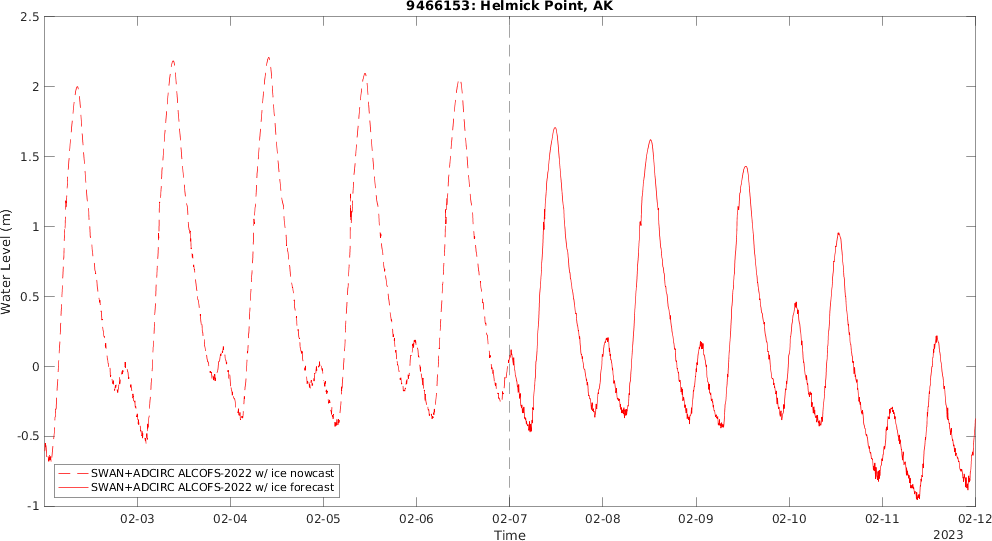 9466153: Helmick Point, AK
2.5
2
1.5
1
0.5
0
-0.5
-1
Water Level (m)
SWAN+ADCIRC ALCOFS-2022 w/ ice nowcast
SWAN+ADCIRC ALCOFS-2022 w/ ice forecast
02-03 02-04 02-05 02-06 02-07 02-08 02-09 02-10 02-11 02-12
Time
2023